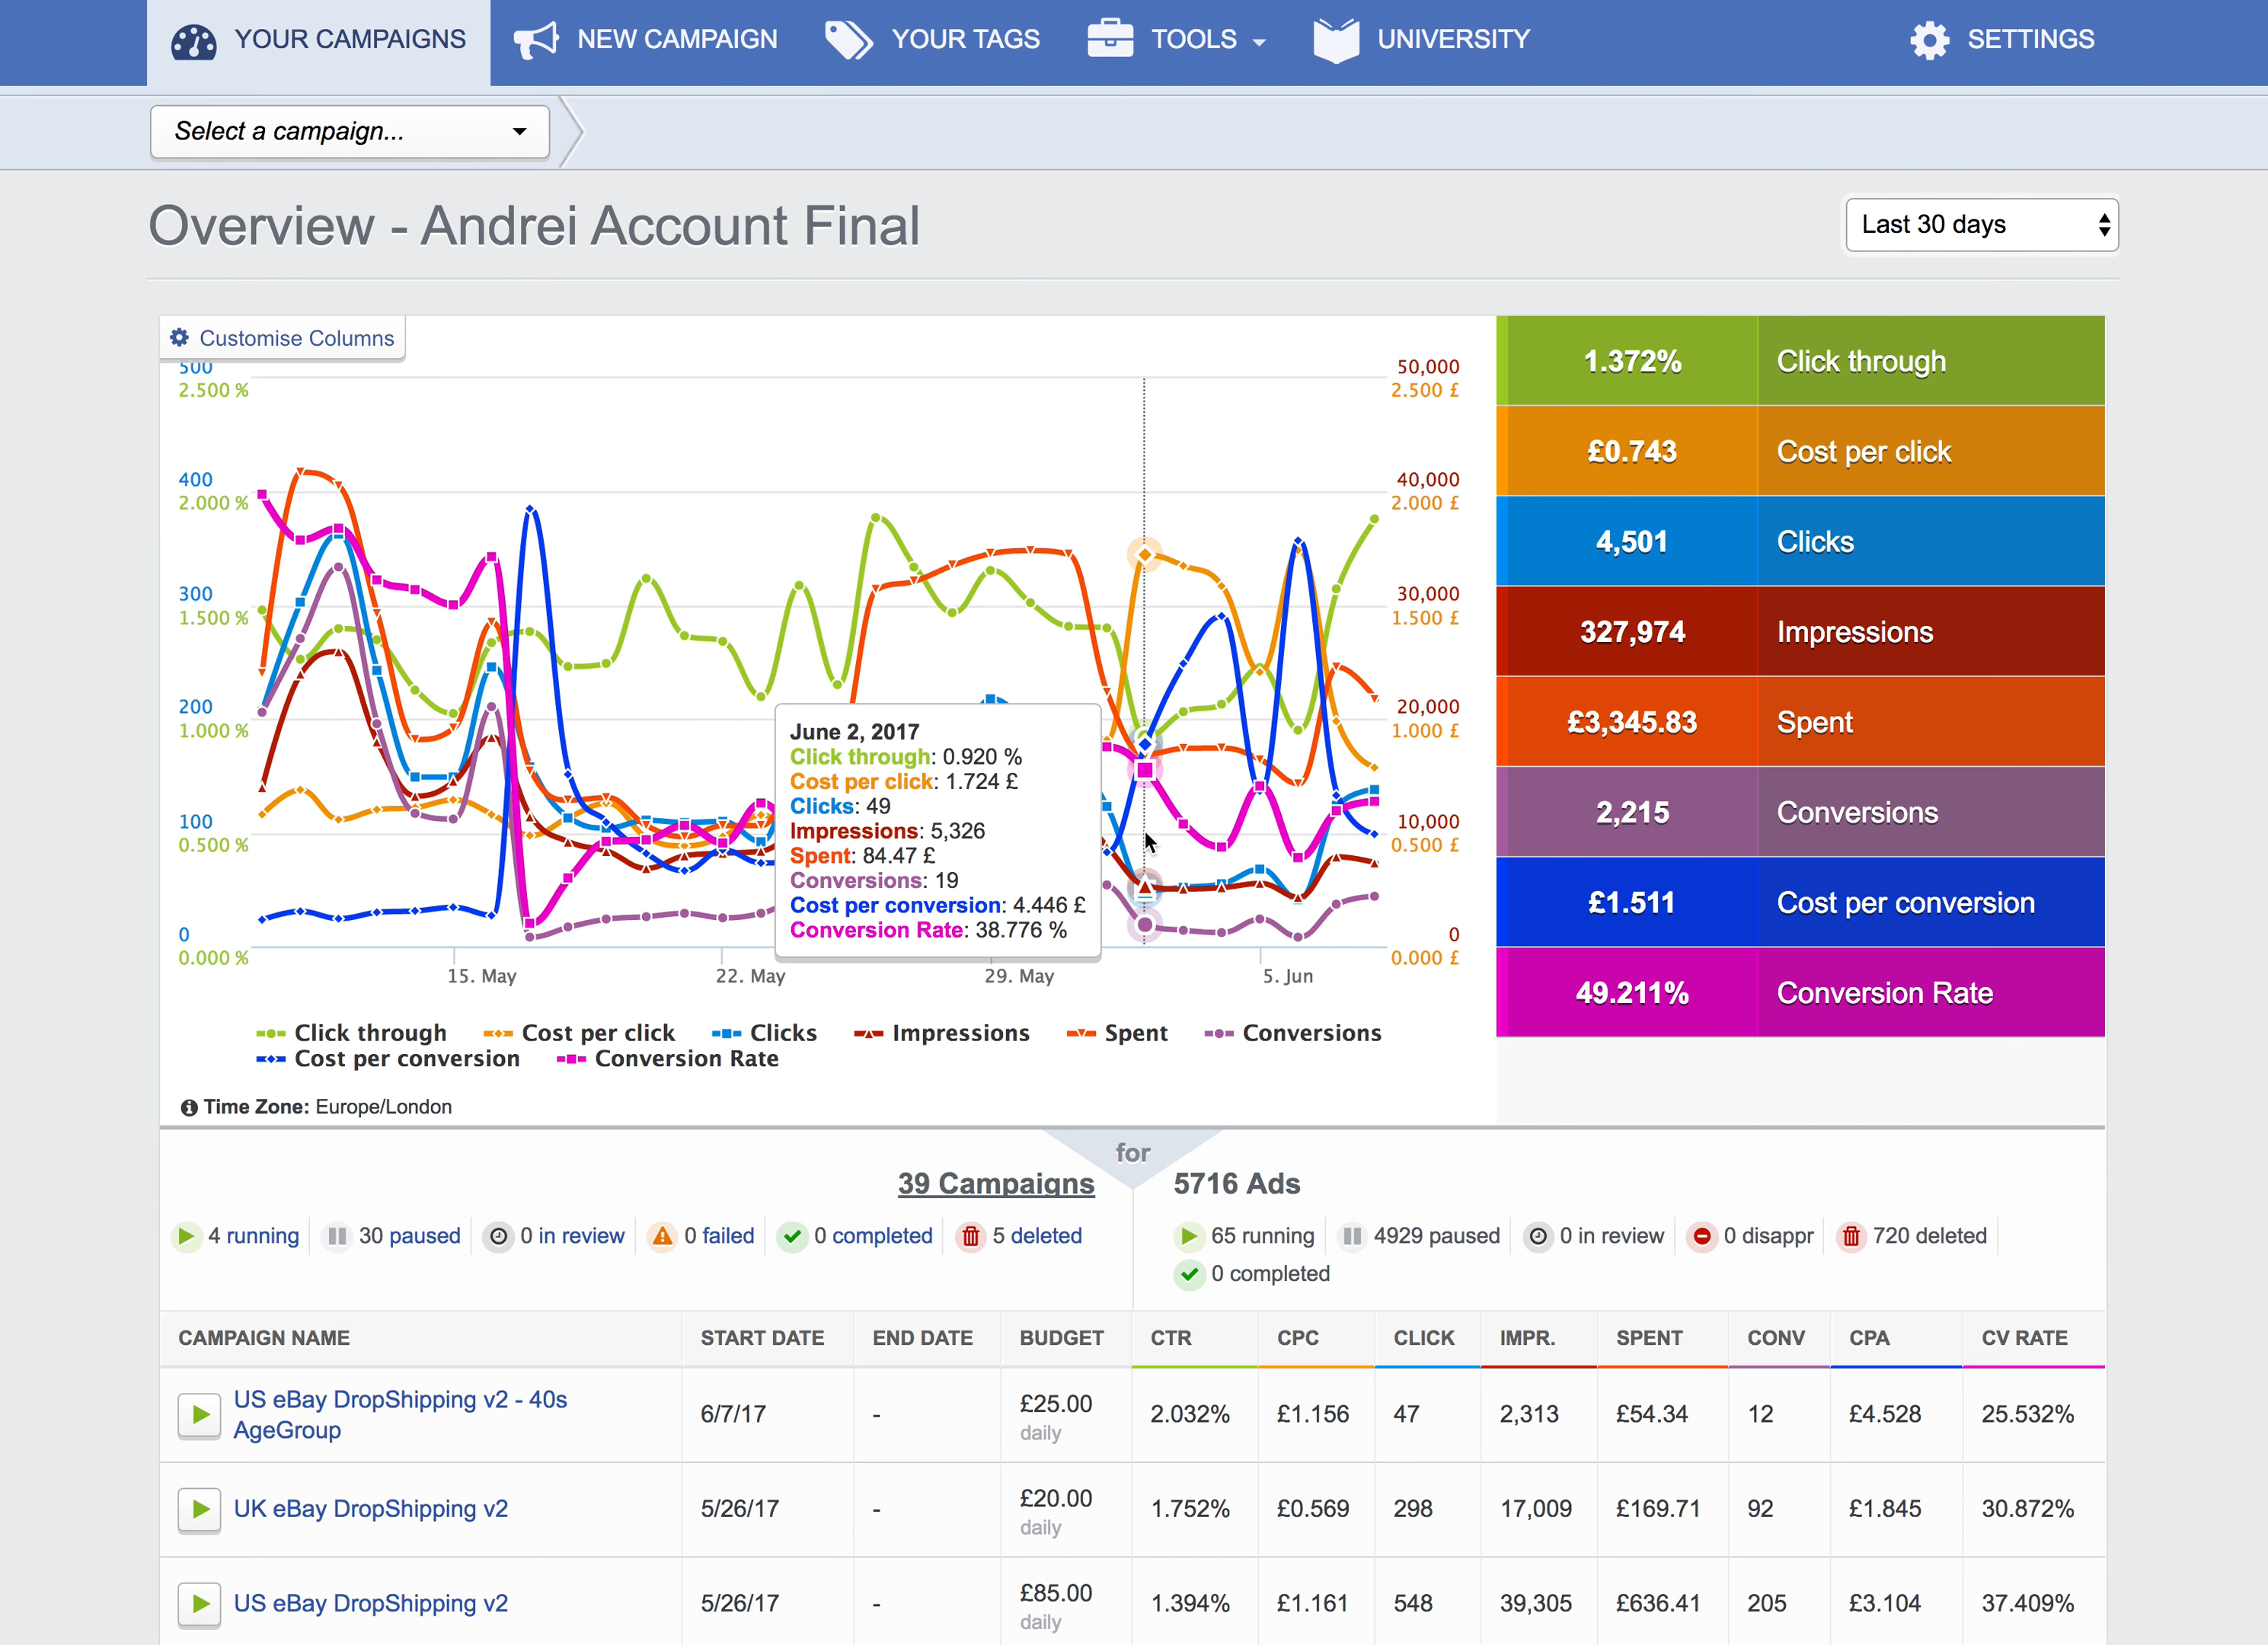 YOUR CAMPAIGNS NEW CAMPAIGN YOUR TAGS TOOLS UNIVERSITY SETTINGS
Select a campaign...
Overview - Andrei Account Final
Last 30 days
Customise Columns
500
2.500 %
400
2.000 %
300
1.500 %
200
1.000 %
100
0.500 %
0
0.000 %
50,000
2.500 £
40,000
2.000 £
30,000
1.500 £
20,000
1.000 £
10,000
0.500 £
0
0.000 £
June 2, 2017
Click through: 0.920 %
Cost per click: 1.724 £
Clicks: 49
Impressions: 5,326
Spent: 84.47 £
Conversions: 19
Cost per conversion: 4.446 £
Conversion Rate: 38.776 %
15. May 22. May 29. May 5. Jun
Click through Cost per click Clicks Impressions Spent Conversions
Cost per conversion Conversion Rate
Time Zone: Europe/London
1.372% Click through
£0.743 Cost per click
4,501 Clicks
327,974 Impressions
£3,345.83 Spent
2,215 Conversions
£1.511 Cost per conversion
49.211% Conversion Rate
for
39 Campaigns 5716 Ads
4 running 30 paused 0 in review 0 failed 0 completed 5 deleted
65 running 4929 paused 0 in review 0 disappr 720 deleted
0 completed
CAMPAIGN NAME START DATE END DATE BUDGET CTR CPC CLICK IMPR. SPENT CONV CPA CV RATE
US eBay DropShipping v2 - 40s
AgeGroup
6/7/17 - £25.00 2.032% £1.156 47 2,313 £54.34 12 £4.528 25.532%
daily
UK eBay DropShipping v2 5/26/17 - £20.00 1.752% £0.569 298 17,009 £169.71 92 £1.845 30.872%
daily
US eBay DropShipping v2 5/26/17 - £85.00 1.394% £1.161 548 39,305 £636.41 205 £3.104 37.409%
daily